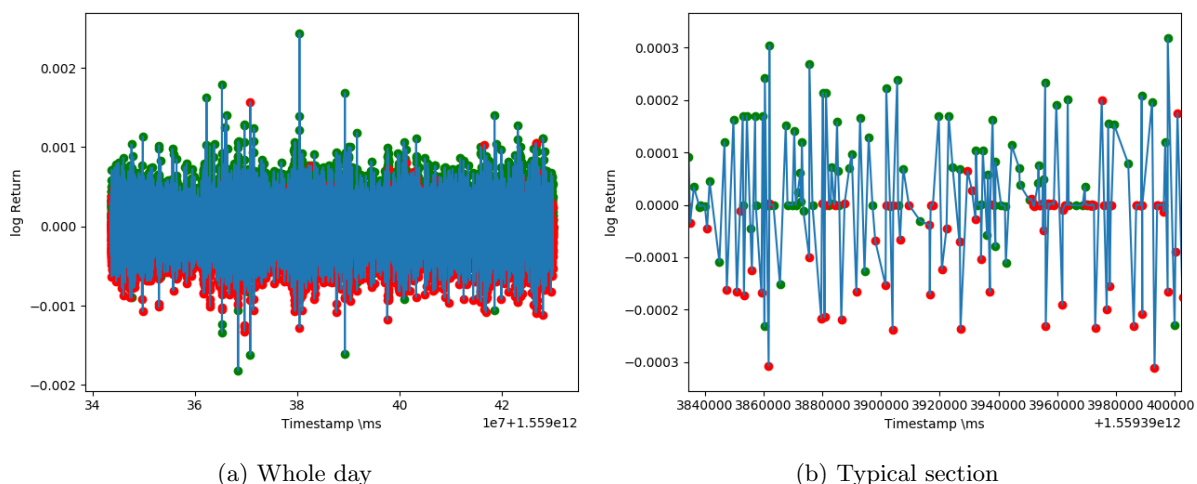 0.002
0.001
0.000
−0.001
−0.002
log Return
34 36 38 40 42
Timestamp \ms
1e7+1.559e12
(a) Whole day
0.0003
0.0002
0.0001
0.0000
−0.0001
−0.0002
−0.0003
log Return
3840000 3860000 3880000 3900000 3920000 3940000 3960000 3980000 400000
Timestamp \ms
+1.55939e12
(b) Typical section